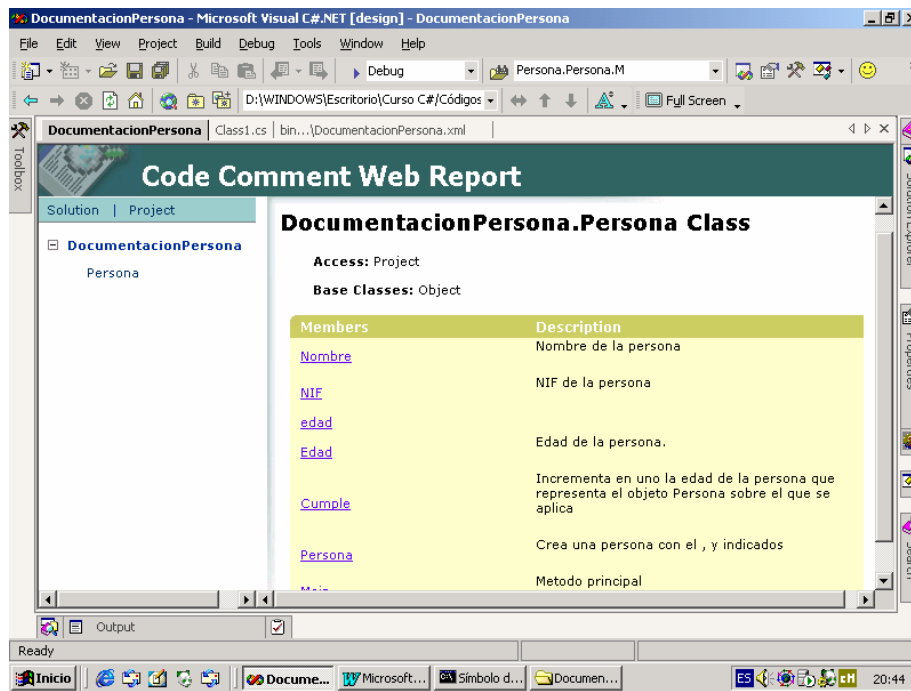 DocumentacionPersona - Microsoft Visual C#.NET [design] - DocumentacionPersona
File Edit View Project Build Debug Tools Window Help
Debug Persona.Persona.M
D:\WINDOWS\Escritorio\Curso C#/Códigos Full Screen
DocumentacionPersona Class1.cs bin...\DocumentacionPersona.xml
Toolbox
Code Comment Web Report
Solution | Project
DocumentacionPersona
Persona
DocumentacionPersona.Persona Class
Access: Project
Base Classes: Object
Members Description
Nombre Nombre de la persona
NIF NIF de la persona
edad
Edad Edad de la persona.
Cumple Incrementa en uno la edad de la persona que
representa el objeto Persona sobre el que se
aplica
Persona Crea una persona con el , y indicados
Main Metodo principal
Solution Explorer
Properties
Search
Output
Ready
Inicio Docume... Microsoft... Símbolo d... Documen... ES 20:44